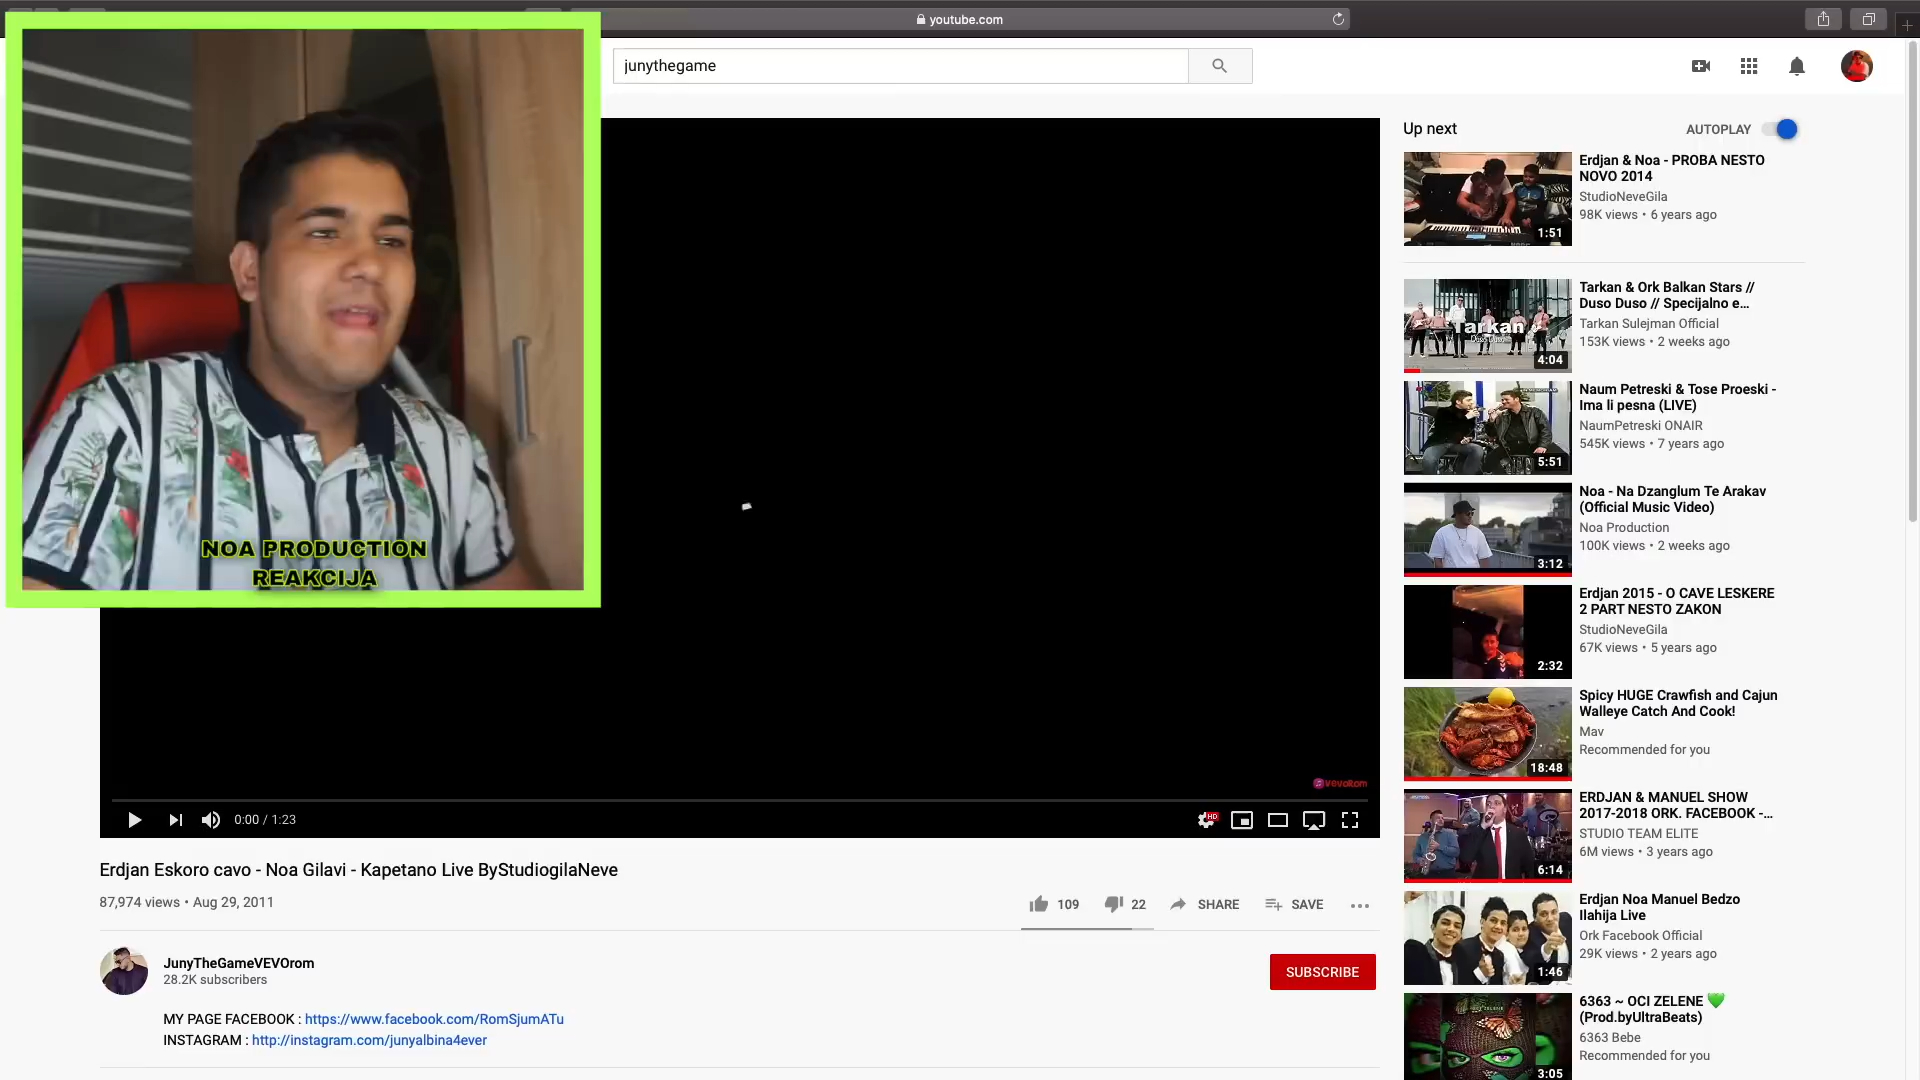 youtube.com
junythegame
NOA PRODUCTION
REAKCIJA
vevoRom
0:00 / 1:23
HD
Erdjan Eskoro cavo - Noa Gilavi - Kapetano Live ByStudiogilaNeve
87,974 views • Aug 29, 2011
109
22
SHARE
SAVE
JunyTheGameVEVOrom
28.2K subscribers
SUBSCRIBE
MY PAGE FACEBOOK : https://www.facebook.com/RomSjumATu
INSTAGRAM : http://instagram.com/junyalbina4ever
Up next
AUTOPLAY
1:51
Erdjan & Noa - PROBA NESTO
NOVO 2014
StudioNeveGila
98K views • 6 years ago
Tarkan
Duso Duso
4:04
Tarkan & Ork Balkan Stars //
Duso Duso // Specijalno e...
Tarkan Sulejman Official
153K views • 2 weeks ago
5:51
Naum Petreski & Tose Proeski -
Ima li pesna (LIVE)
NaumPetreski ONAIR
545K views • 7 years ago
3:12
Noa - Na Dzanglum Te Arakav
(Official Music Video)
Noa Production
100K views • 2 weeks ago
2:32
Erdjan 2015 - O CAVE LESKERE
2 PART NESTO ZAKON
StudioNeveGila
67K views • 5 years ago
18:48
Spicy HUGE Crawfish and Cajun
Walleye Catch And Cook!
Mav
Recommended for you
6:14
ERDJAN & MANUEL SHOW
2017-2018 ORK. FACEBOOK -...
STUDIO TEAM ELITE
6M views • 3 years ago
1:46
Erdjan Noa Manuel Bedzo
Ilahija Live
Ork Facebook Official
29K views • 2 years ago
3:05
6363 ~ OCI ZELENE 💚
(Prod.byUltraBeats)
6363 Bebe
Recommended for you